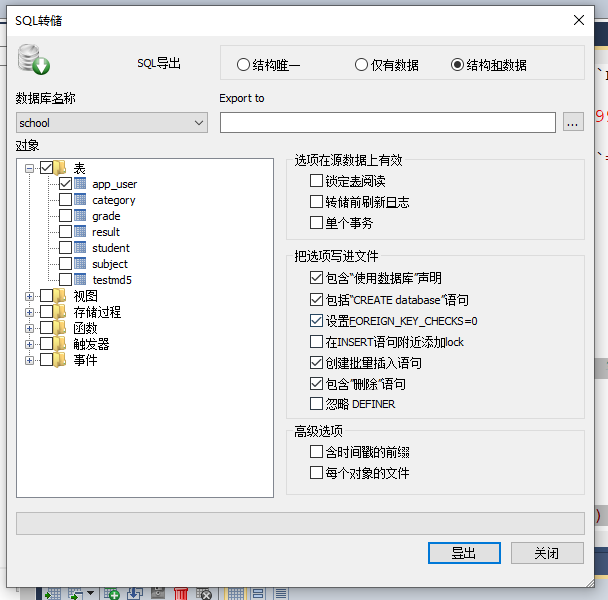 SQL转储
SQL导出
结构唯一
仅有数据
结构和数据
数据库名称
Export to
school
...
对象
表
app_user
category
grade
result
student
subject
testmd5
视图
存储过程
函数
触发器
事件
选项在源数据上有效
锁定表阅读
转储前刷新日志
单个事务
把选项写进文件
包含“使用数据库”声明
包括“CREATE database”语句
设置FOREIGN_KEY_CHECKS=0
在INSERT语句附近添加lock
创建批量插入语句
包含“删除”语句
忽略 DEFINER
高级选项
含时间戳的前缀
每个对象的文件
导出
关闭